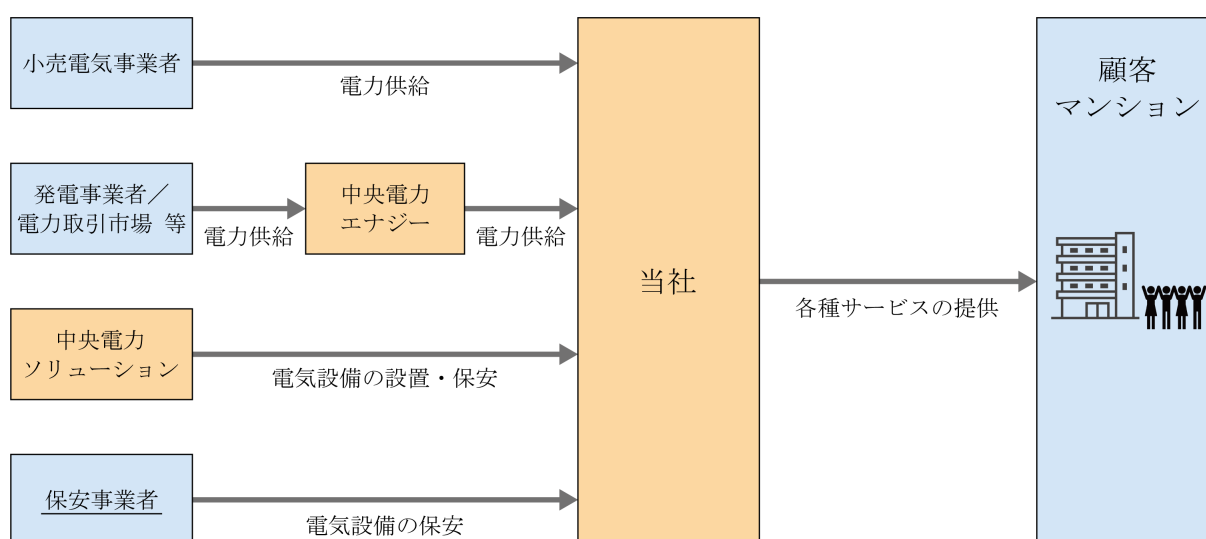 小売電気事業者
電力供給
発電事業者／
電力取引市場 等
電力供給
中央電力
エナジー
電力供給
中央電力
ソリューション
電気設備の設置・保安
保安事業者
電気設備の保安
当社
各種サービスの提供
顧客
マンション